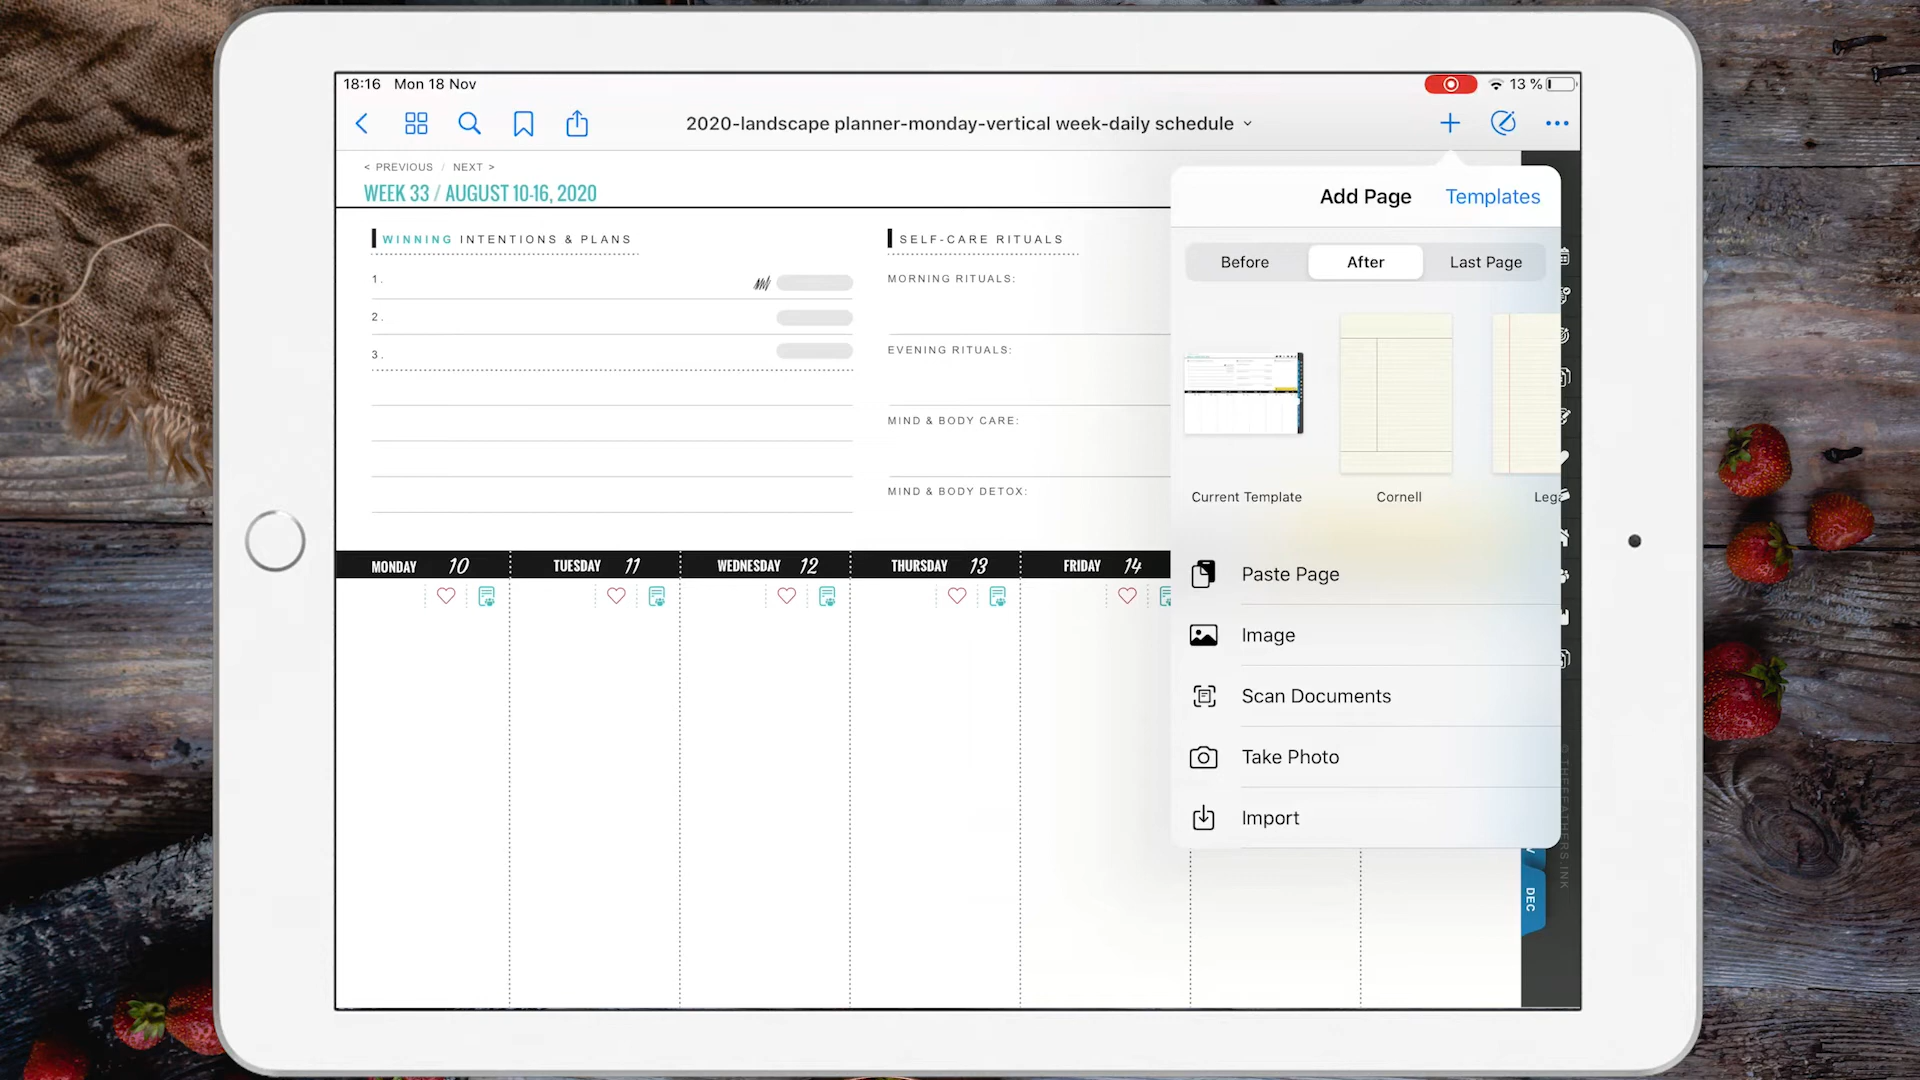 18:16 Mon 18 Nov
13 %
2020-landscape planner-monday-vertical week-daily schedule
< PREVIOUS / NEXT >
WEEK 33 / AUGUST 10-16, 2020
WINNING INTENTIONS & PLANS
1.
2.
3.
SELF-CARE RITUALS
MORNING RITUALS:
EVENING RITUALS:
MIND & BODY CARE:
MIND & BODY DETOX:
MONDAY 10
TUESDAY 11
WEDNESDAY 12
THURSDAY 13
FRIDAY 14
Add Page
Templates
Before
After
Last Page
Current Template
Cornell
Lega
Paste Page
Image
Scan Documents
Take Photo
Import
DEC
© THEFEATHERS.INK